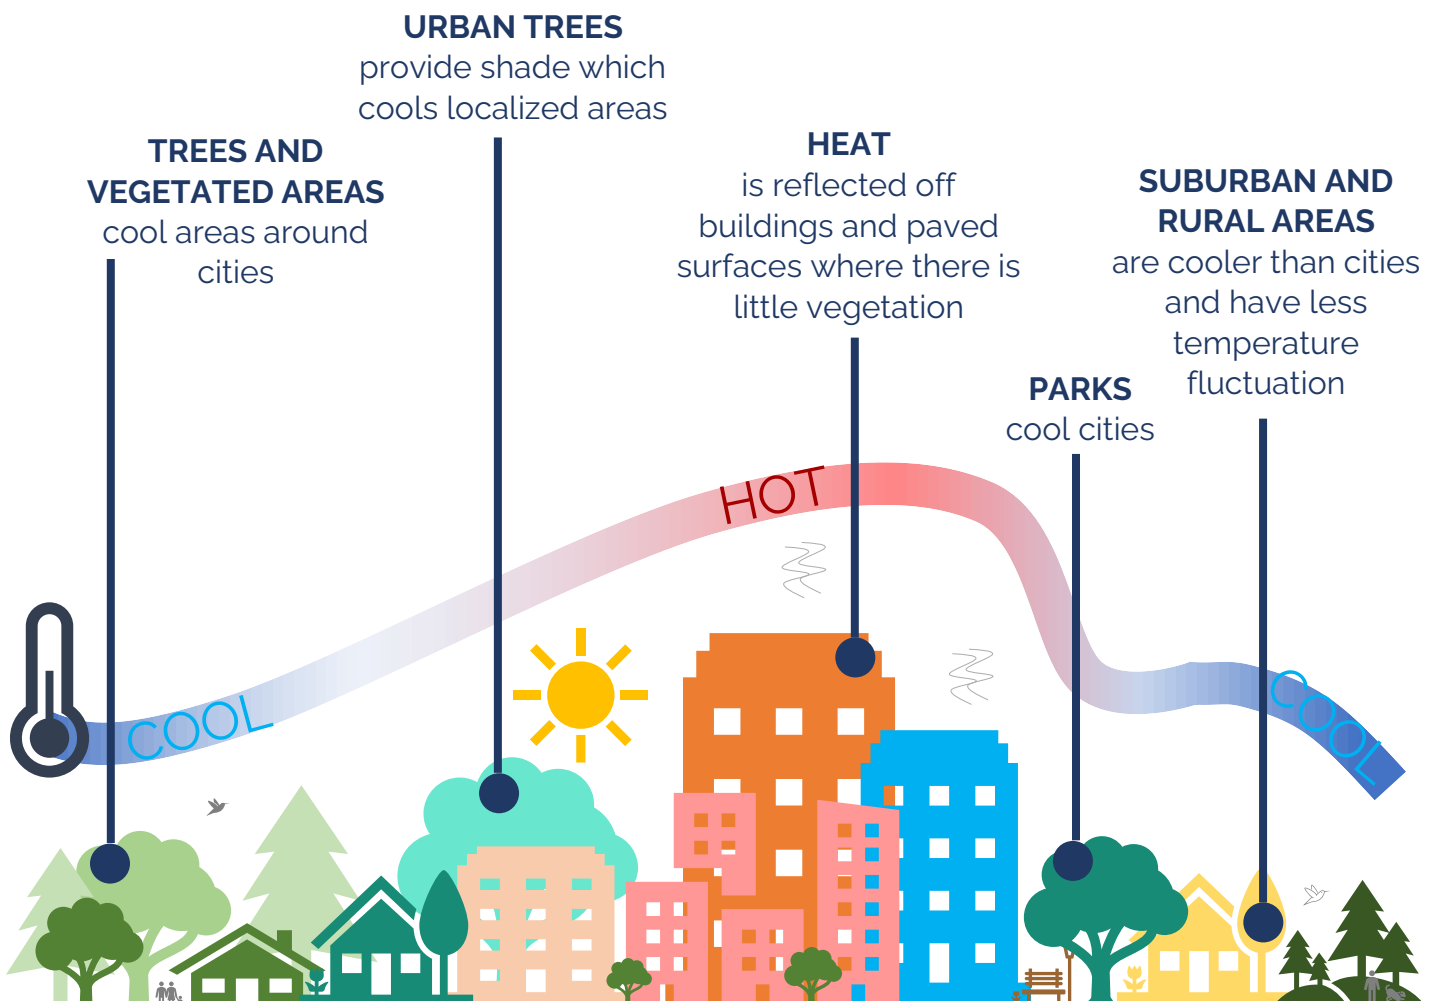 URBAN TREES
provide shade which
cools localized areas
TREES AND
VEGETATED AREAS
cool areas around
cities
HEAT
is reflected off
buildings and paved
surfaces where there is
little vegetation
SUBURBAN AND
RURAL AREAS
are cooler than cities
and have less
temperature
fluctuation
PARKS
cool cities
HOT
COOL
COOL